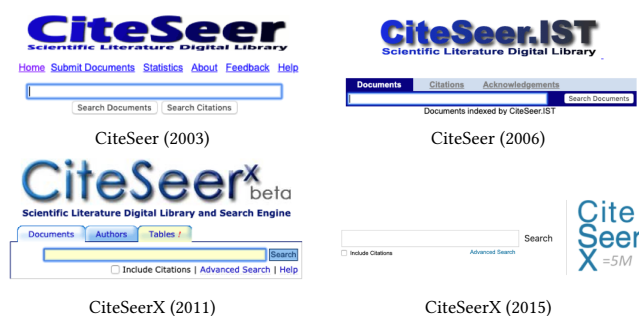 CiteSeer
Scientific Literature Digital Library
Home Submit Documents Statistics About Feedback Help
Search Documents Search Citations
CiteSeer (2003)
CiteSeer.IST
Scientific Literature Digital Library
Documents Citations Acknowledgements
Search Documents
Documents indexed by CiteSeer.IST
CiteSeer (2006)
CiteSeerx beta
Scientific Literature Digital Library and Search Engine
Documents Authors Tables !
Search
Include Citations | Advanced Search | Help
CiteSeerX (2011)
Search
Include Citations Advanced Search
Cite
Seer
X =5M
CiteSeerX (2015)